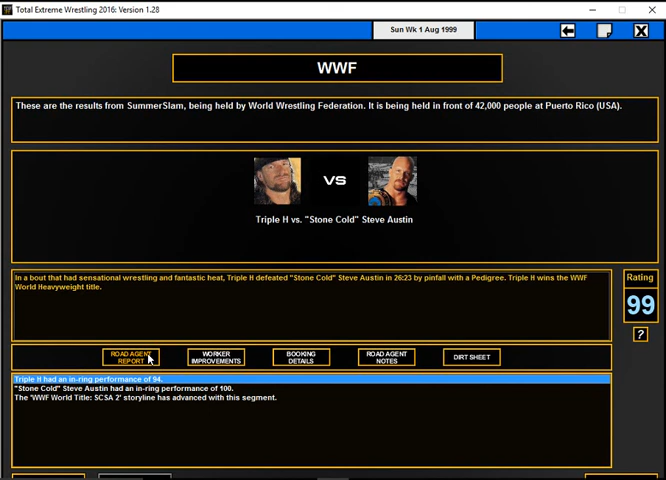 Total Extreme Wrestling 2016: Version 1.28
Sun Wk 1 Aug 1999
WWF
These are the results from SummerSlam, being held by World Wrestling Federation. It is being held in front of 42,000 people at Puerto Rico (USA).
VS
Triple H vs. "Stone Cold" Steve Austin
In a bout that had sensational wrestling and fantastic heat, Triple H defeated "Stone Cold" Steve Austin in 26:23 by pinfall with a Pedigree. Triple H wins the WWF
World Heavyweight title.
Rating
99
?
ROAD AGENT
REPORT
WORKER
IMPROVEMENTS
BOOKING
DETAILS
ROAD AGENT
NOTES
DIRT SHEET
Triple H had an in-ring performance of 94.
"Stone Cold" Steve Austin had an in-ring performance of 100.
The 'WWF World Title: SCSA 2' storyline has advanced with this segment.